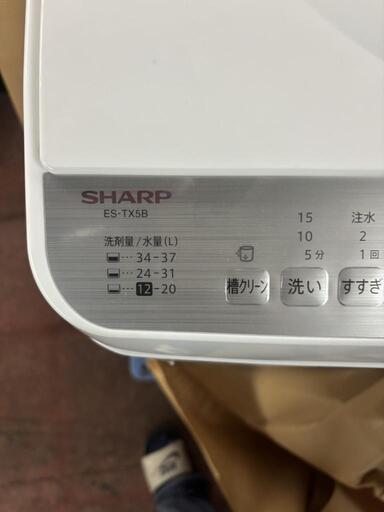 SHARP
ES-TX5B
洗剤量/水量(L)
…34-37
…24-31
…12-20
15
10
5分
注水
2
1回
槽クリーン
洗い
すすぎ